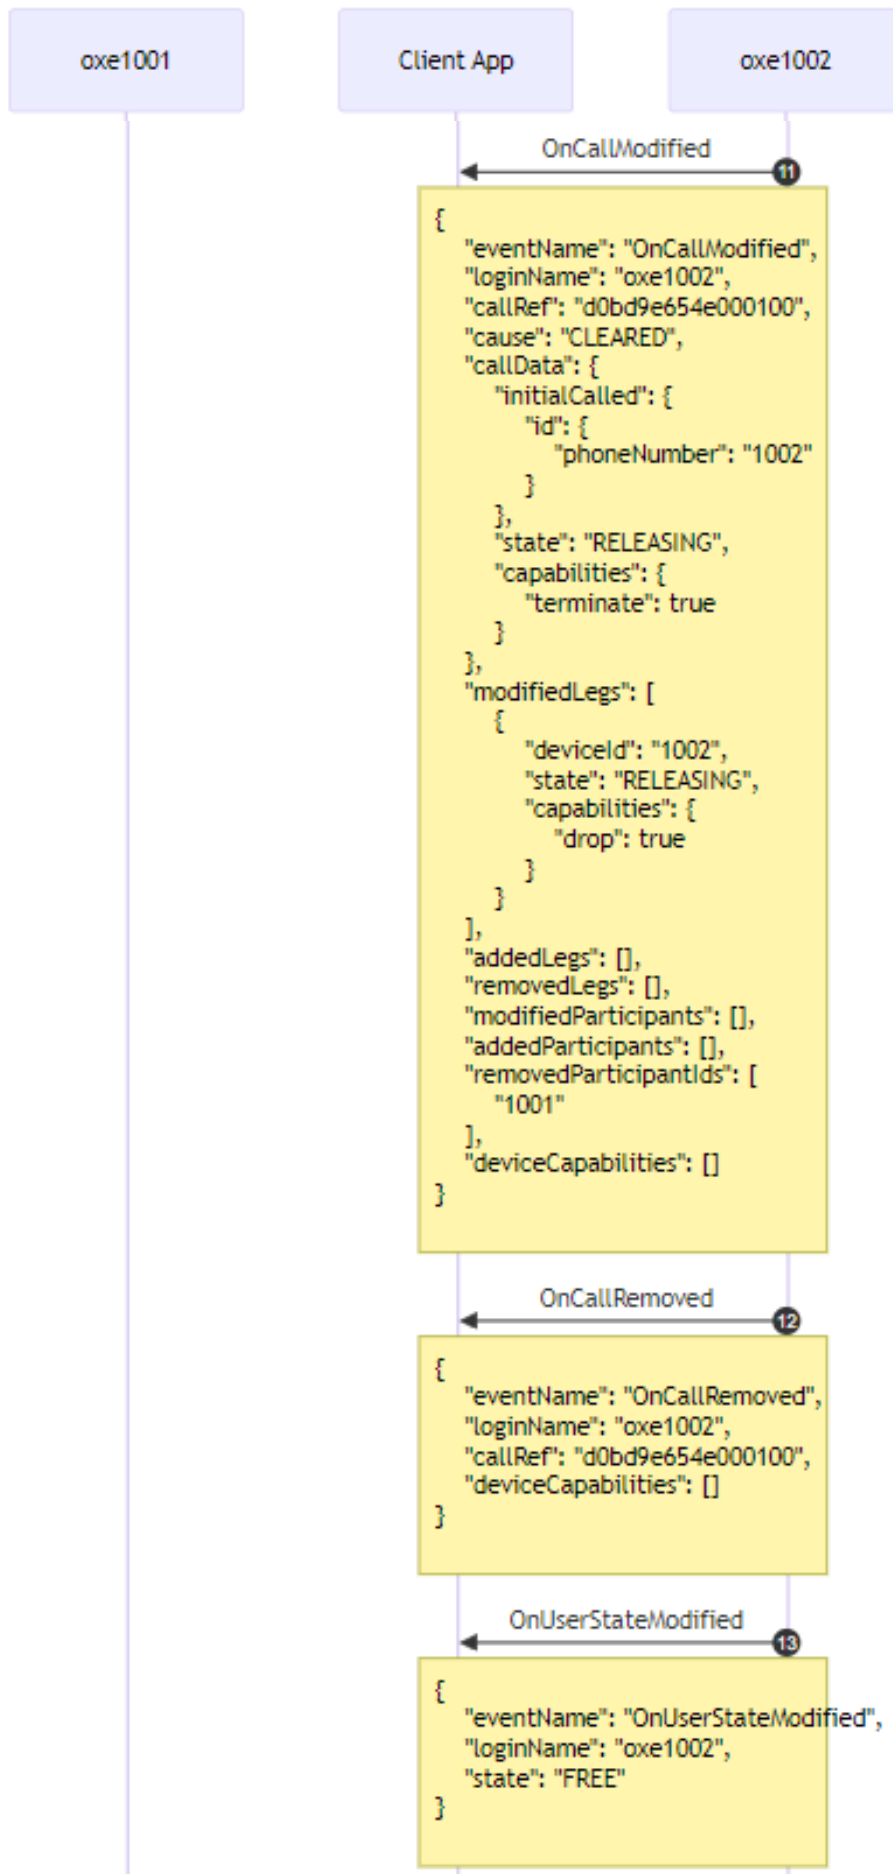 oxe1001
Client App
oxe1002
OnCallModified
11
{
"eventName": "OnCallModified",
"loginName": "oxe1002",
"callRef": "d0bd9e654e000100",
"cause": "CLEARED",
"callData": {
"initialCalled": {
"id": {
"phoneNumber": "1002"
}
},
"state": "RELEASING",
"capabilities": {
"terminate": true
}
},
"modifiedLegs": [
{
"deviceId": "1002",
"state": "RELEASING",
"capabilities": {
"drop": true
}
}
],
"addedLegs": [],
"removedLegs": [],
"modifiedParticipants": [],
"addedParticipants": [],
"removedParticipantIds": [
"1001"
],
"deviceCapabilities": []
}
OnCallRemoved
12
{
"eventName": "OnCallRemoved",
"loginName": "oxe1002",
"callRef": "d0bd9e654e000100",
"deviceCapabilities": []
}
OnUserStateModified
13
{
"eventName": "OnUserStateModified",
"loginName": "oxe1002",
"state": "FREE"
}